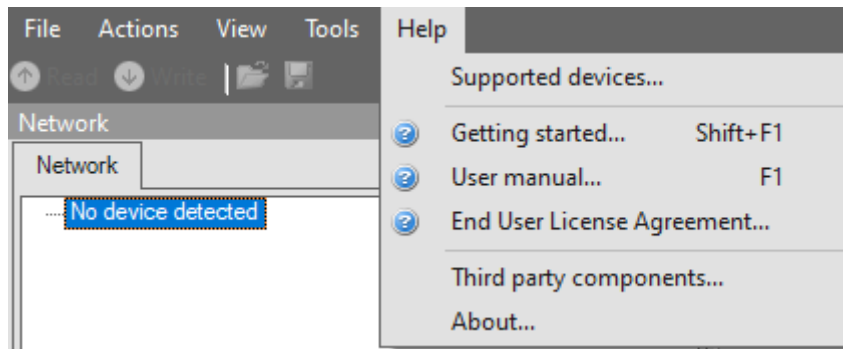 File Actions View Tools Help
Read Write
Supported devices...
Network
Getting started... Shift+F1
Network
User manual... F1
No device detected
End User License Agreement...
Third party components...
About...